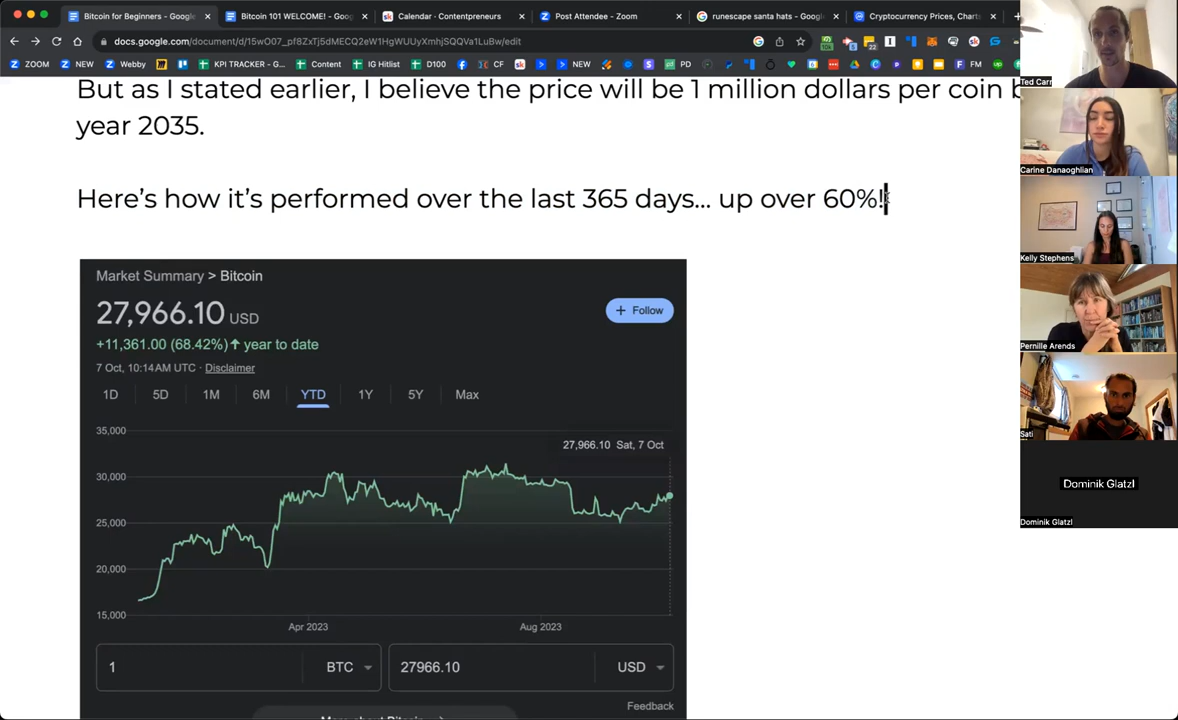 Bitcoin for Beginners - Google
Bitcoin 101 WELCOME! - Goog
Calendar · Contentpreneurs
Post Attendee - Zoom
runescape santa hats - Google
Cryptocurrency Prices, Chart
docs.google.com/document/d/15wO07_pf8ZxTj5dMECQ2eW1HgWUUyXmhjSQQVa1LuBw/edit
ZOOM
NEW
Webby
KPI TRACKER - G...
Content
IG Hitlist
D100
CF
NEW
PD
FM
But as I stated earlier, I believe the price will be 1 million dollars per coin b
year 2035.
Here's how it's performed over the last 365 days... up over 60%!
Market Summary > Bitcoin
27,966.10 USD
+ Follow
+11,361.00 (68.42%) ↑ year to date
7 Oct, 10:14 AM UTC · Disclaimer
1D 5D 1M 6M YTD 1Y 5Y Max
35,000
27,966.10 Sat, 7 Oct
30,000
25,000
20,000
15,000
Apr 2023 Aug 2023
1 BTC 27966.10 USD
Feedback
More about Bitcoin
Ted Carr
Carine Danaoghlian
Kelly Stephens
Pernille Arends
Sati
Dominik Glatzl
Dominik Glatzl